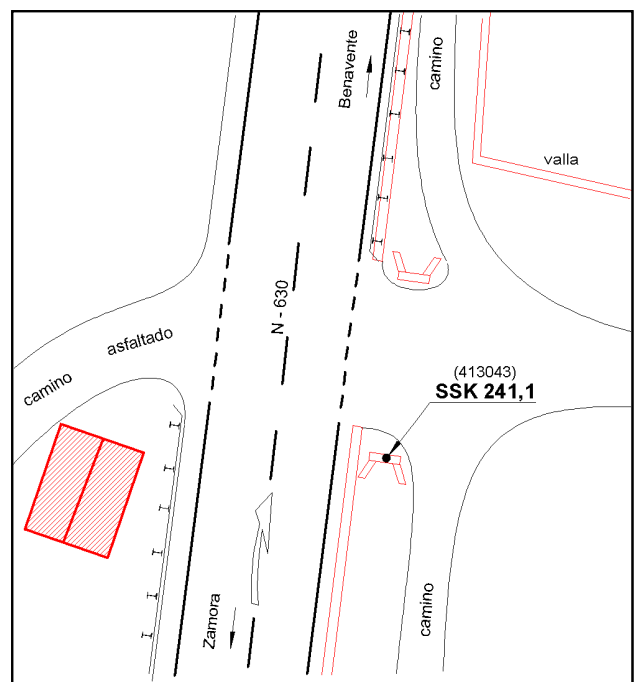 Benavente
camino
valla
N - 630
camino asfaltado
(413043)
SSK 241,1
Zamora
camino